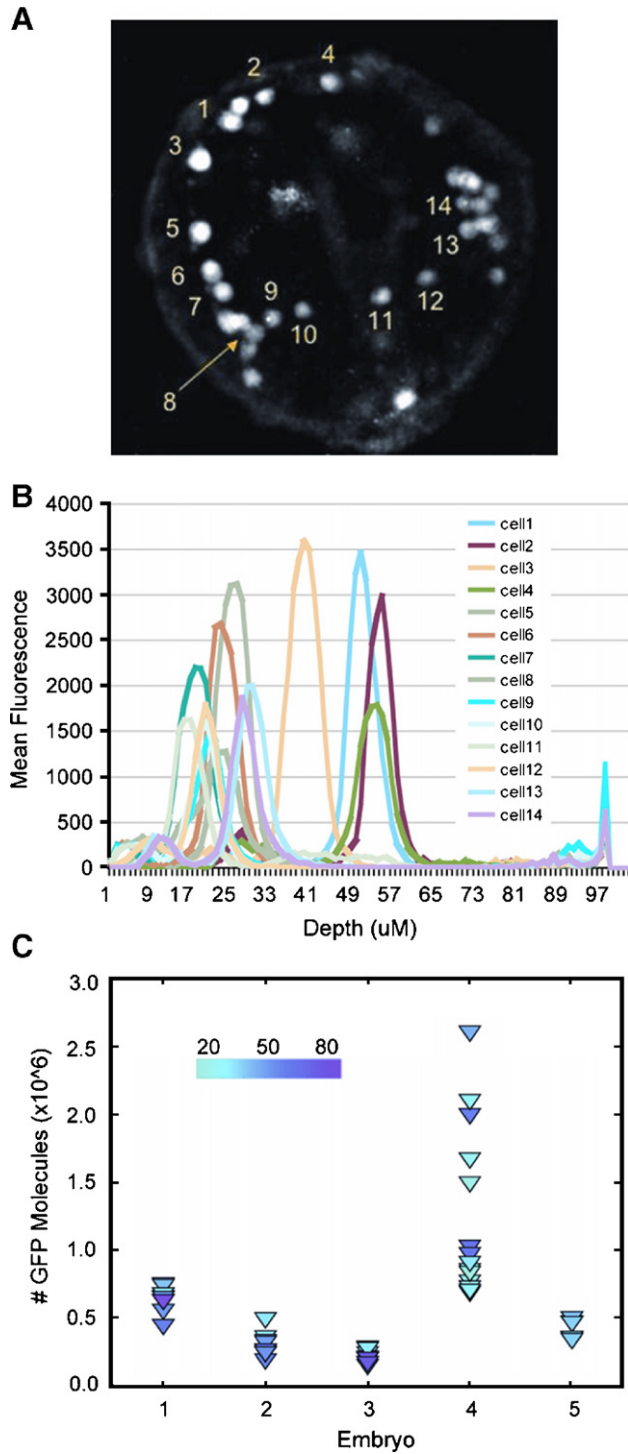 A
4
2
1
3
14
5
13
6
9
12
7
10
11
8
B
4000
3500
3000
2500
2000
1500
1000
500
0
Mean Fluorescence
cell1
cell2
cell3
cell4
cell5
cell6
cell7
cell8
cell9
cell10
cell11
cell12
cell13
cell14
1 9 17 25 33 41 49 57 65 73 81 89 97
Depth (uM)
C
3.0
2.5
2.0
1.5
1.0
0.5
0.0
# GFP Molecules (x10^6)
20 50 80
1 2 3 4 5
Embryo